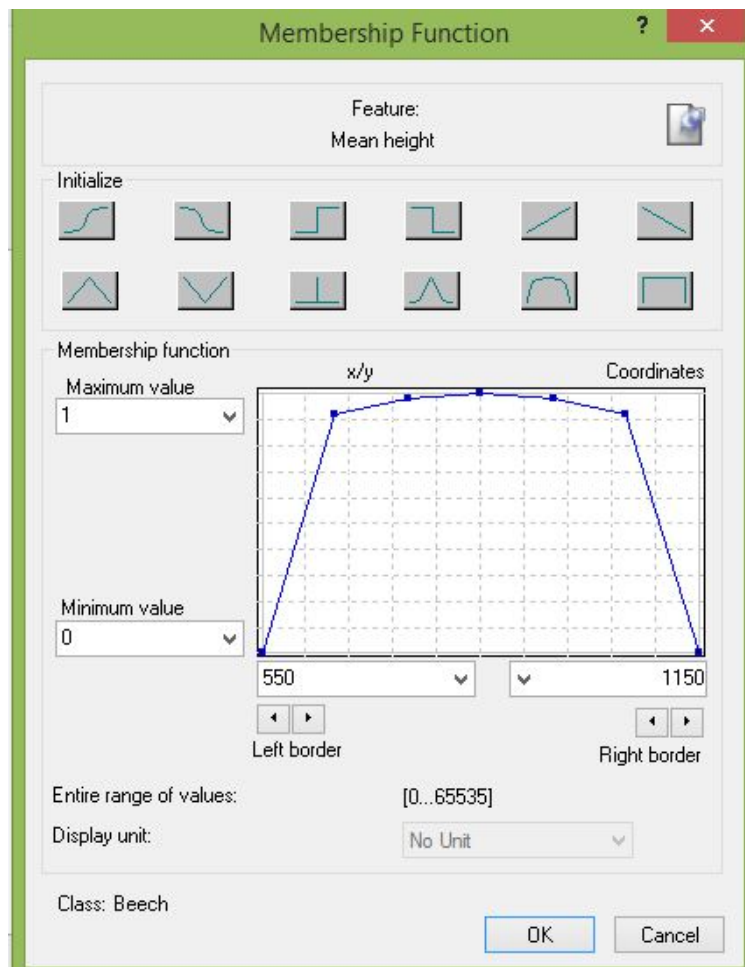 Membership Function
?
Feature:
Mean height
Initialize
Membership function
x/y
Coordinates
Maximum value
1
Minimum value
0
550
1150
Left border
Right border
Entire range of values:
[0...65535]
Display unit:
No Unit
Class: Beech
OK
Cancel